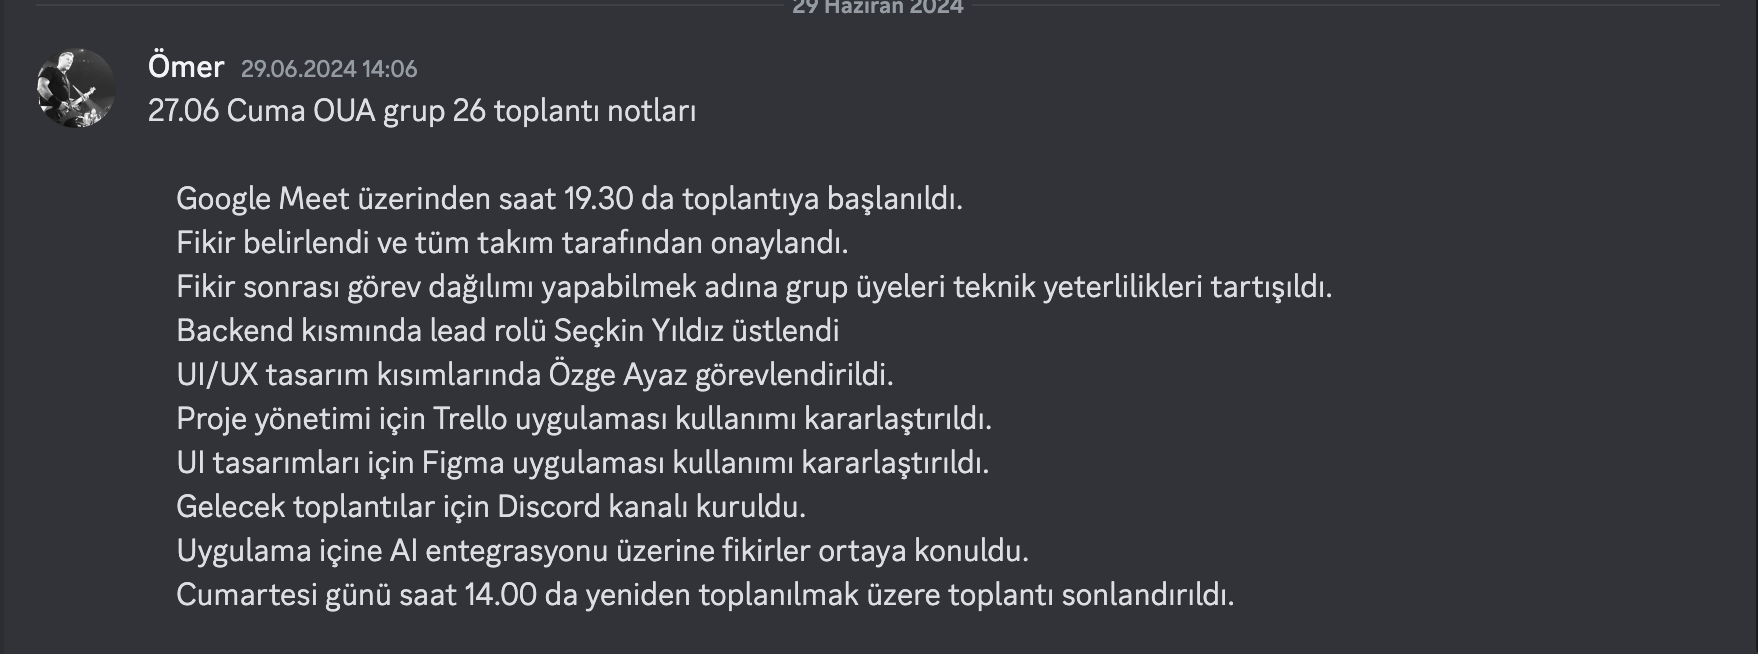 29 Haziran 2024
Ömer 29.06.2024 14:06
27.06 Cuma OUA grup 26 toplantı notları
Google Meet üzerinden saat 19.30 da toplantıya başlanıldı.
Fikir belirlendi ve tüm takım tarafından onaylandı.
Fikir sonrası görev dağılımı yapabilmek adına grup üyeleri teknik yeterlilikleri tartışıldı.
Backend kısmında lead rolü Seçkin Yıldız üstlendi
UI/UX tasarım kısımlarında Özge Ayaz görevlendirildi.
Proje yönetimi için Trello uygulaması kullanımı kararlaştırıldı.
UI tasarımları için Figma uygulaması kullanımı kararlaştırıldı.
Gelecek toplantılar için Discord kanalı kuruldu.
Uygulama içine AI entegrasyonu üzerine fikirler ortaya konuldu.
Cumartesi günü saat 14.00 da yeniden toplanılmak üzere toplantı sonlandırıldı.